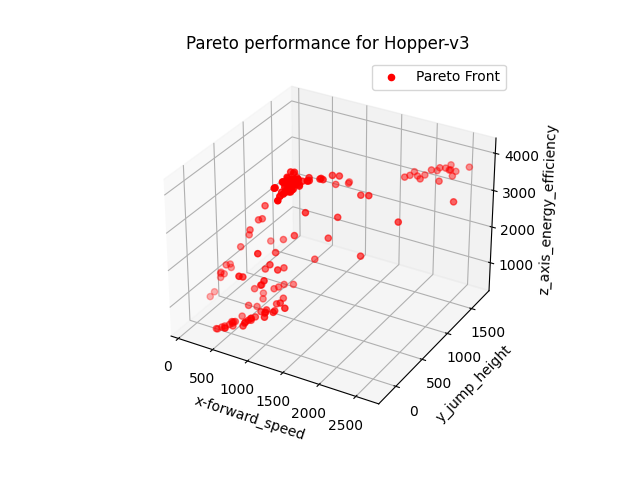 Pareto performance for Hopper-v3
Pareto Front
4000
3000
2000
1000
z_axis_energy_efficiency
0
500
1000
1500
2000
2500
x-forward_speed
0
500
1000
1500
y_jump_height